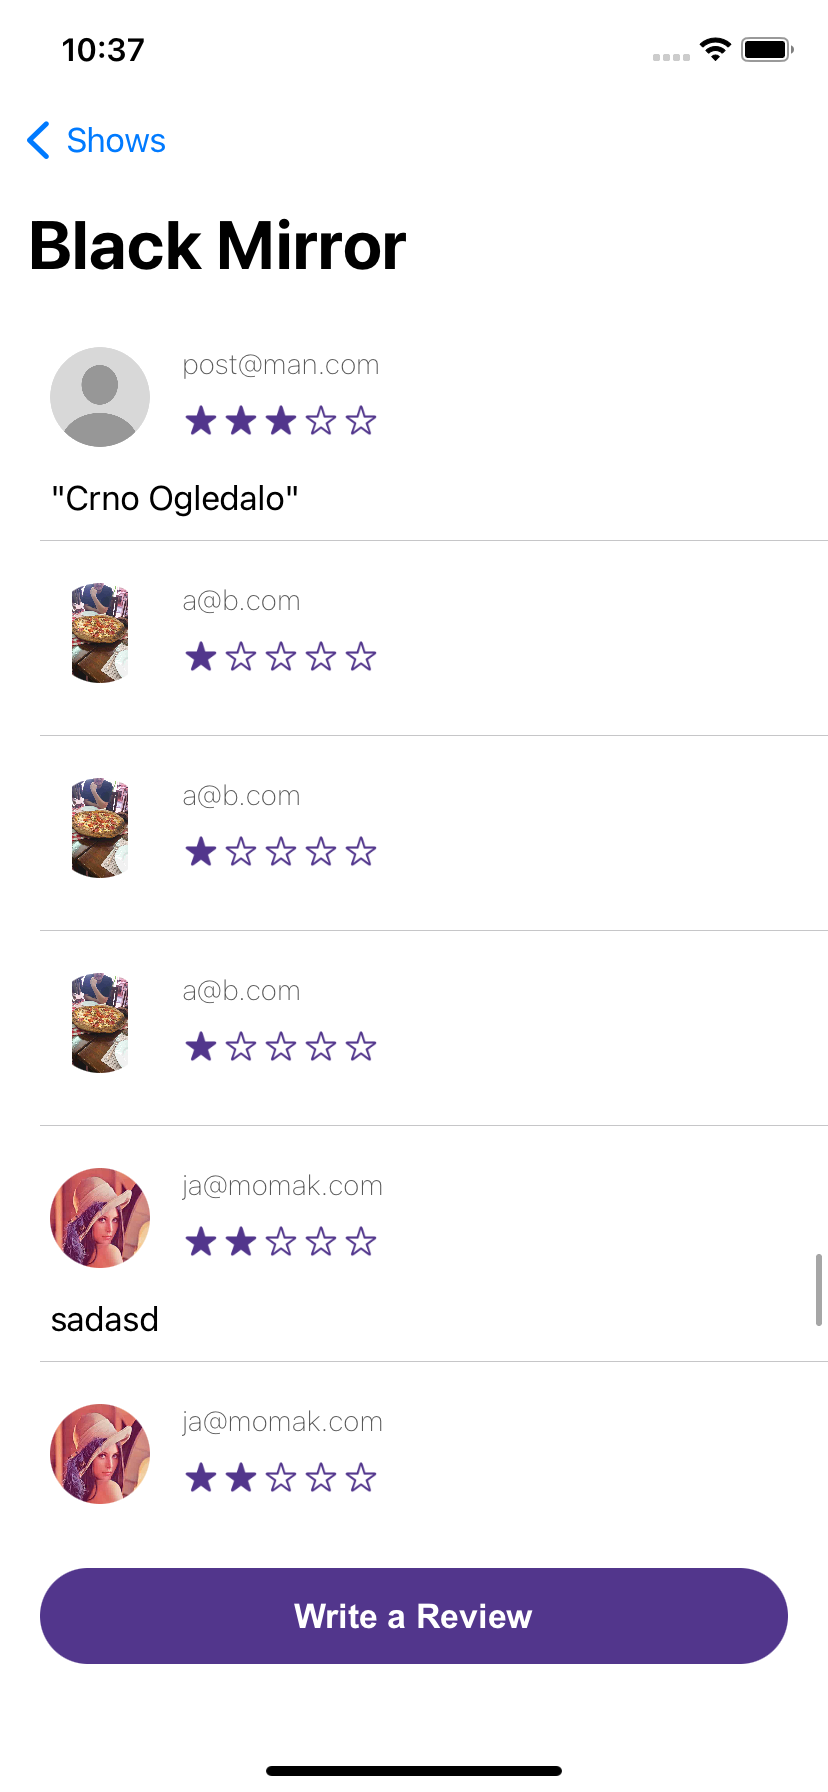 10:37
Shows
Black Mirror
post@man.com
"Crno Ogledalo"
a@b.com
a@b.com
a@b.com
ja@momak.com
sadasd
ja@momak.com
Write a Review